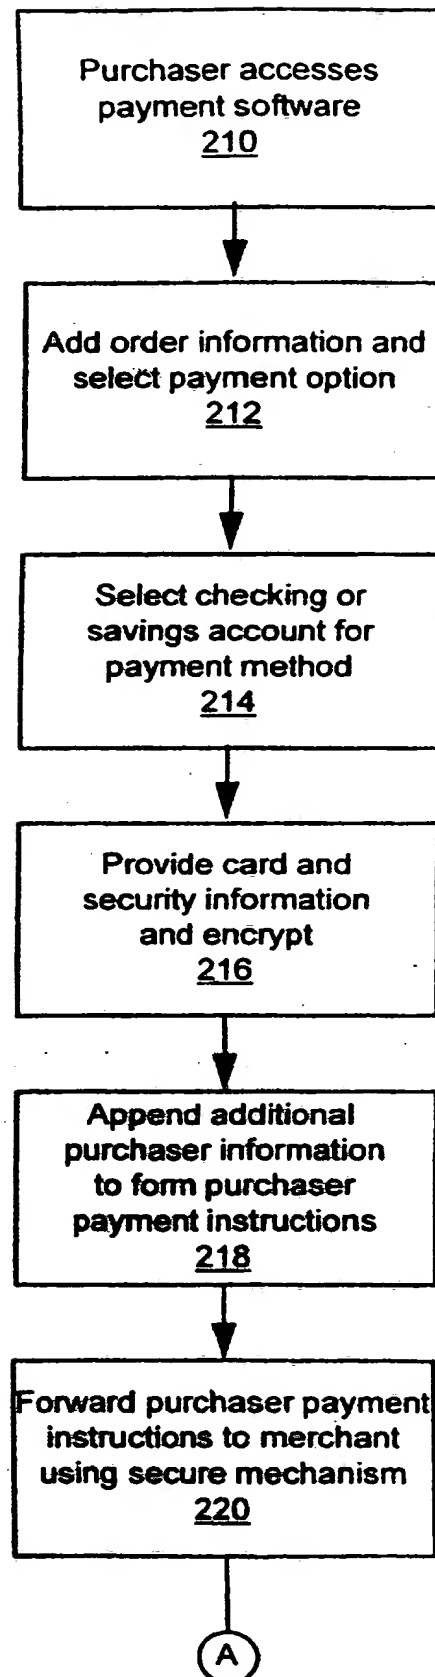 Purchaser accesses
payment software
210
Add order information and
select payment option
212
Select checking or
savings account for
payment method
214
Provide card and
security information
and encrypt
216
Append additional
purchaser information
to form purchaser
payment instructions
218
Forward purchaser payment
instructions to merchant
using secure mechanism
220
A